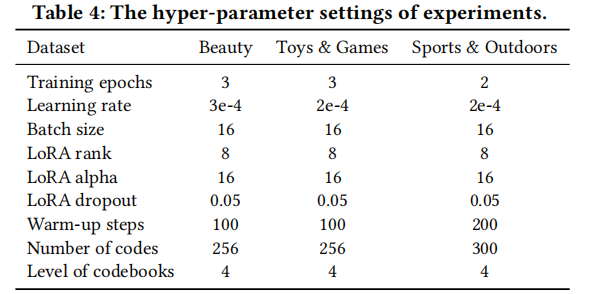 Table 4: The hyper-parameter settings of experiments.
Dataset Beauty Toys & Games Sports & Outdoors
Training epochs 3 3 2
Learning rate 3e-4 2e-4 2e-4
Batch size 16 16 16
LoRA rank 8 8 8
LoRA alpha 16 16 16
LoRA dropout 0.05 0.05 0.05
Warm-up steps 100 100 200
Number of codes 256 256 300
Level of codebooks 4 4 4